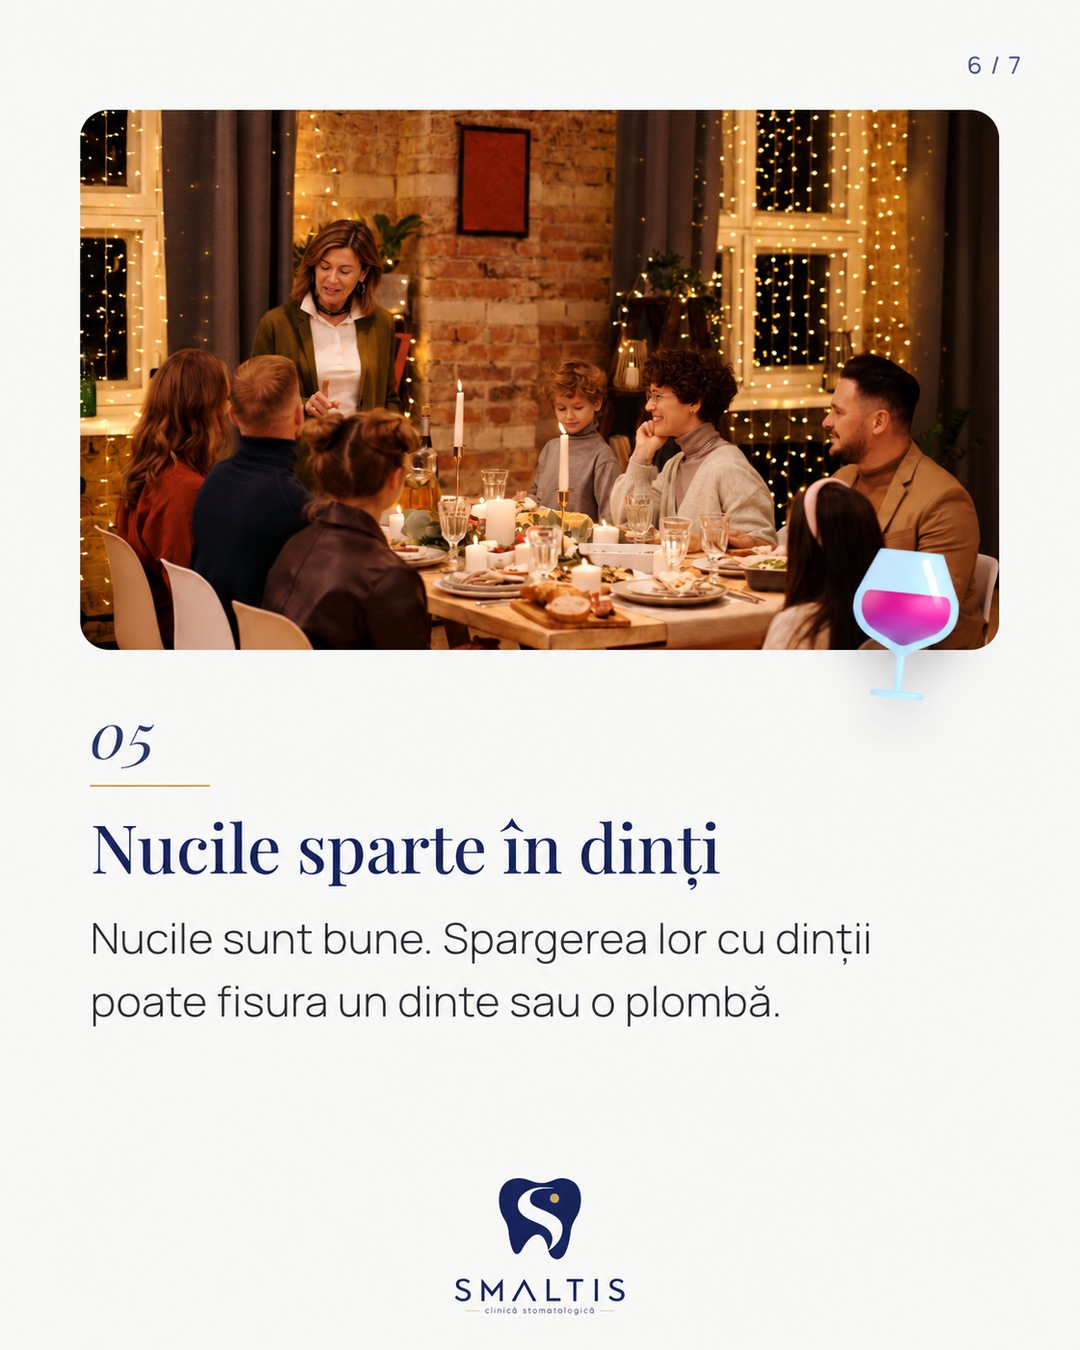 6 / 7
05
Nucile sparte în dinți
Nucile sunt bune. Spargerea lor cu dinții
poate fisura un dinte sau o plombă.
SMALTIS
clinică stomatologică